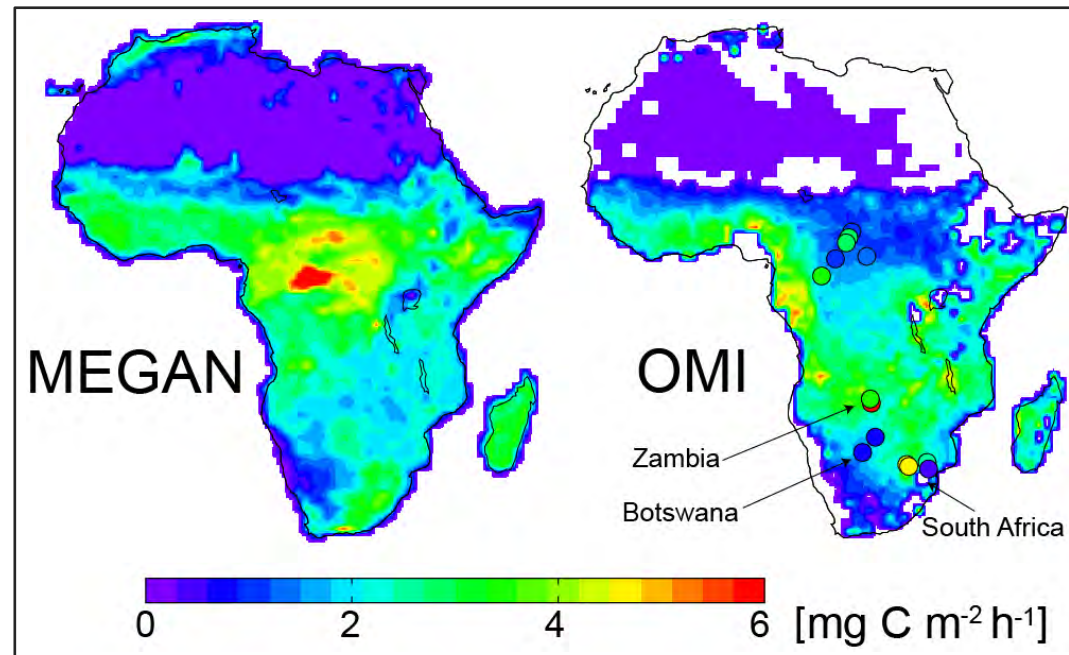 MEGAN
OMI
Zambia
Botswana
South Africa
0 2 4 6 [mg C m⁻² h⁻¹]